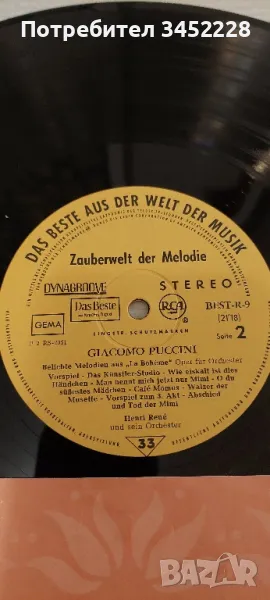 Потребител 3452228
DAS BESTE AUS DER WELT DER MUSIK
Zauberwelt der Melodie
DYNAGROOVE
STEREO
GEMA
Das Beste
RCA
BEST-R-9
(21'18)
Seite 2
GIACOMO PUCCINI
Beliebte Melodien aus „La Bohème" Oper für Orchester
Vorspiel - Das Künstler-Studio - Wie eiskalt ist dies
Händchen - Man nennt mich jetzt nur Mimi - O du
süßestes Mädchen - Café Momus - Walzer der
Musette - Vorspiel zum 3. Akt - Abschied
und Tod der Mimi
Henri René
und sein Orchester
33
BAZAR